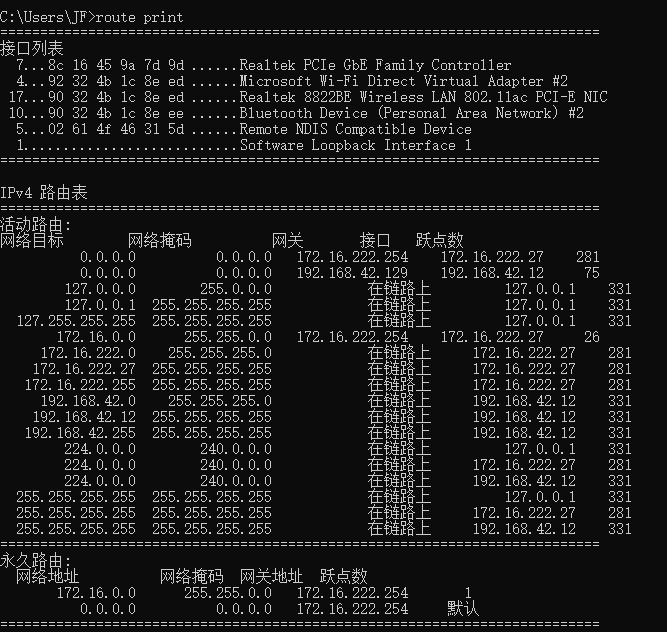 C:\Users\JF>route print
===========================================================================
接口列表
  7...8c 16 45 9a 7d 9d ......Realtek PCIe GbE Family Controller
  4...92 32 4b 1c 8e ed ......Microsoft Wi-Fi Direct Virtual Adapter #2
 17...90 32 4b 1c 8e ed ......Realtek 8822BE Wireless LAN 802.11ac PCI-E NIC
 10...90 32 4b 1c 8e ee ......Bluetooth Device (Personal Area Network) #2
  5...02 61 4f 46 31 5d ......Remote NDIS Compatible Device
  1...........................Software Loopback Interface 1
===========================================================================
IPv4 路由表
===========================================================================
活动路由:
网络目标        网络掩码          网关       接口   跃点数
          0.0.0.0          0.0.0.0   172.16.222.254    172.16.222.27    281
          0.0.0.0          0.0.0.0   192.168.42.129    192.168.42.12     75
        127.0.0.0        255.0.0.0            在链路上         127.0.0.1    331
        127.0.0.1  255.255.255.255            在链路上         127.0.0.1    331
  127.255.255.255  255.255.255.255            在链路上         127.0.0.1    331
       172.16.0.0      255.255.0.0   172.16.222.254    172.16.222.27     26
     172.16.222.0    255.255.255.0            在链路上     172.16.222.27    281
    172.16.222.27  255.255.255.255            在链路上     172.16.222.27    281
   172.16.222.255  255.255.255.255            在链路上     172.16.222.27    281
     192.168.42.0    255.255.255.0            在链路上     192.168.42.12    331
    192.168.42.12  255.255.255.255            在链路上     192.168.42.12    331
   192.168.42.255  255.255.255.255            在链路上     192.168.42.12    331
        224.0.0.0        240.0.0.0            在链路上         127.0.0.1    331
        224.0.0.0        240.0.0.0            在链路上     172.16.222.27    281
        224.0.0.0        240.0.0.0            在链路上     192.168.42.12    331
  255.255.255.255  255.255.255.255            在链路上         127.0.0.1    331
  255.255.255.255  255.255.255.255            在链路上     172.16.222.27    281
  255.255.255.255  255.255.255.255            在链路上     192.168.42.12    331
===========================================================================
永久路由:
  网络地址          网络掩码  网关地址  跃点数
       172.16.0.0      255.255.0.0   172.16.222.254       1
          0.0.0.0          0.0.0.0   172.16.222.254     默认
===========================================================================